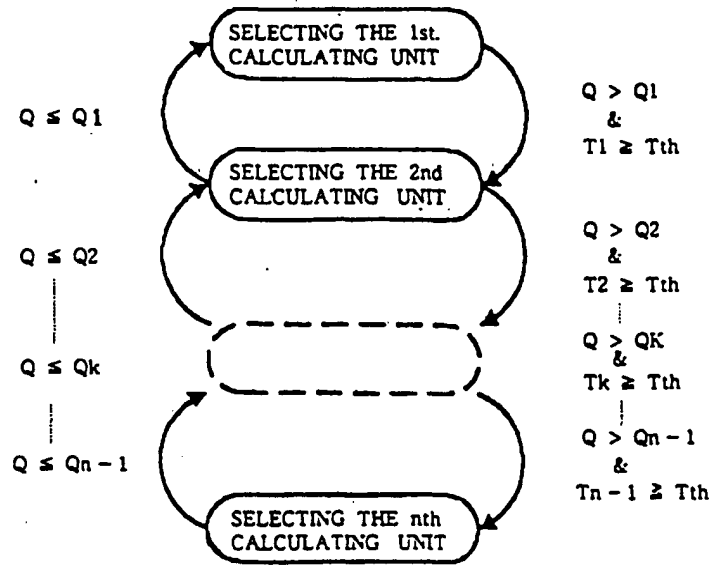 SELECTING THE 1st.
CALCULATING UNIT
Q ≦ Q1
Q > Q1
&
T1 ≧ Tth
SELECTING THE 2nd
CALCULATING UNIT
Q ≦ Q2
Q > Q2
&
T2 ≧ Tth
Q ≦ Qk
Q > QK
&
Tk ≧ Tth
Q ≦ Qn-1
Q > Qn-1
&
Tn-1 ≧ Tth
SELECTING THE nth
CALCULATING UNIT